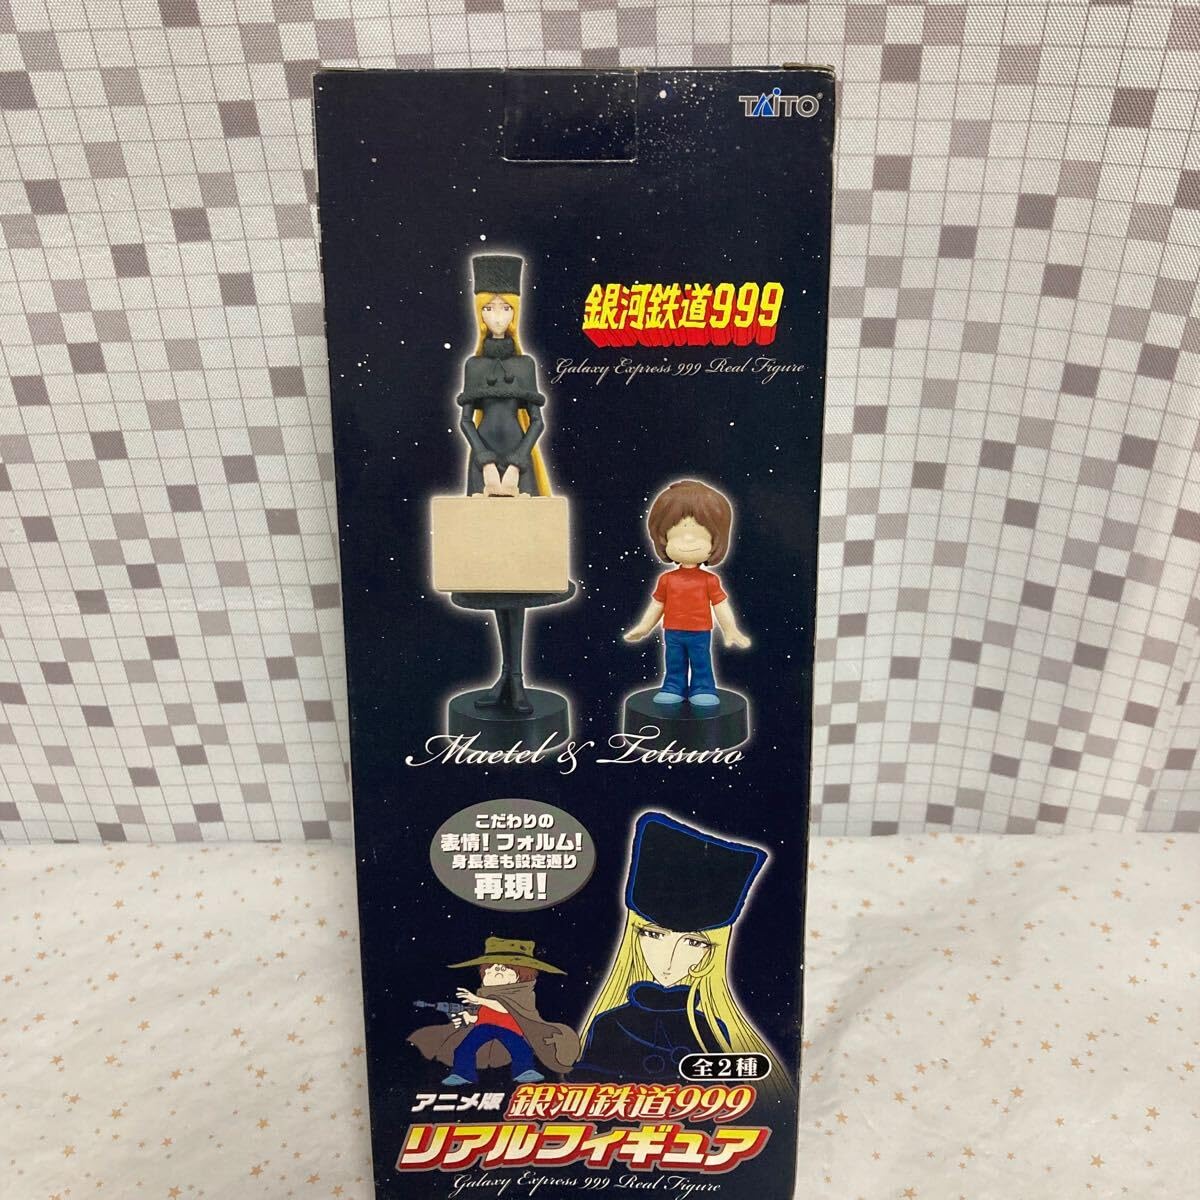 TAITO®
銀河鉄道999
Galaxy Express 999 Real Figure
Maetel & Tetsuro
こだわりの
表情！フォルム！
身長差も設定通り
再現！
全2種
アニメ版 銀河鉄道999
リアルフィギュア
Galaxy Express 999 Real Figure